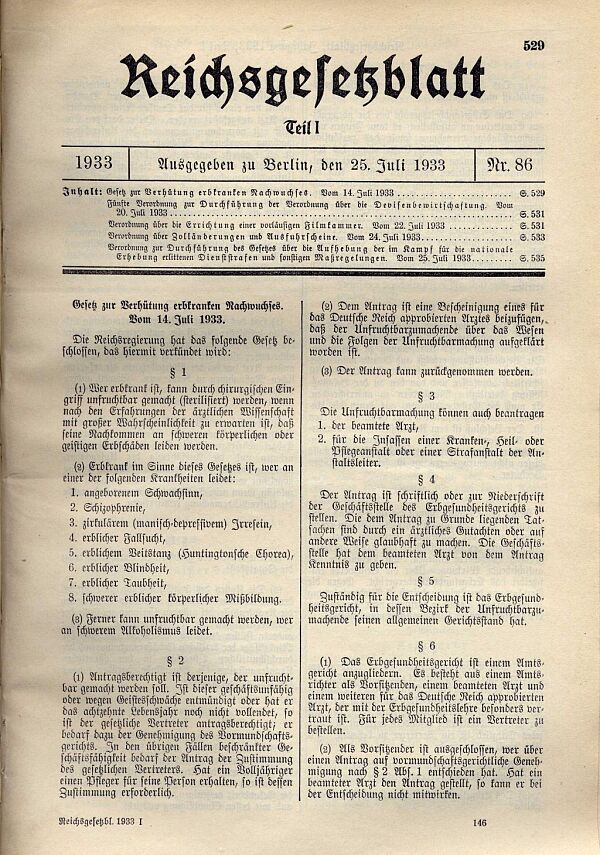 529
Reichsgesetzblatt
Teil I
1933
Ausgegeben zu Berlin, den 25. Juli 1933
Nr. 86
Inhalt: Gesetz zur Verhütung erbkranken Nachwuchses. Vom 14. Juli 1933 ........ S. 529
Fünfte Verordnung zur Durchführung der Verordnung über die Devisenbewirtschaftung. Vom
20. Juli 1933 ........ S. 531
Verordnung über die Errichtung einer vorläufigen Filmkammer. Vom 22. Juli 1933 ........ S. 531
Verordnung über Zolländerungen und Ausfuhrscheine. Vom 24. Juli 1933 ........ S. 533
Verordnung zur Durchführung des Gesetzes über die Aufhebung der im Kampf für die nationale
Erhebung erlittenen Dienststrafen und sonstigen Maßregelungen. Vom 25. Juli 1933 ........ S. 535
Gesetz zur Verhütung erbkranken Nachwuchses.
Vom 14. Juli 1933.
Die Reichsregierung hat das folgende Gesetz be-
schlossen, das hiermit verkündet wird:
§ 1
(1) Wer erbkrank ist, kann durch chirurgischen Ein-
griff unfruchtbar gemacht (sterilisiert) werden, wenn
nach den Erfahrungen der ärztlichen Wissenschaft
mit großer Wahrscheinlichkeit zu erwarten ist, daß
seine Nachkommen an schweren körperlichen oder
geistigen Erbschäden leiden werden.
(2) Erbkrank im Sinne dieses Gesetzes ist, wer an
einer der folgenden Krankheiten leidet:
1. angeborenem Schwachsinn,
2. Schizophrenie,
3. zirkulärem (manisch-depressivem) Irresein,
4. erblicher Fallsucht,
5. erblichem Veitstanz (Huntingtonsche Chorea),
6. erblicher Blindheit,
7. erblicher Taubheit,
8. schwerer erblicher körperlicher Mißbildung.
(3) Ferner kann unfruchtbar gemacht werden, wer
an schwerem Alkoholismus leidet.
§ 2
(1) Antragsberechtigt ist derjenige, der unfrucht-
bar gemacht werden soll. Ist dieser geschäftsunfähig
oder wegen Geistesschwäche entmündigt oder hat er
das achtzehnte Lebensjahr noch nicht vollendet, so
ist der gesetzliche Vertreter antragsberechtigt; er
bedarf dazu der Genehmigung des Vormundschafts-
gerichts. In den übrigen Fällen beschränkter Ge-
schäftsfähigkeit bedarf der Antrag der Zustimmung
des gesetzlichen Vertreters. Hat ein Volljähriger
einen Pfleger für seine Person erhalten, so ist dessen
Zustimmung erforderlich.
(2) Dem Antrag ist eine Bescheinigung eines für
das Deutsche Reich approbierten Arztes beizufügen,
daß der Unfruchtbarzumachende über das Wesen
und die Folgen der Unfruchtbarmachung aufgeklärt
worden ist.
(3) Der Antrag kann zurückgenommen werden.
§ 3
Die Unfruchtbarmachung können auch beantragen
1. der beamtete Arzt,
2. für die Insassen einer Kranken-, Heil- oder
Pflegeanstalt oder einer Strafanstalt der An-
staltsleiter.
§ 4
Der Antrag ist schriftlich oder zur Niederschrift
der Geschäftsstelle des Erbgesundheitsgerichts zu
stellen. Die dem Antrag zu Grunde liegenden Tat-
sachen sind durch ein ärztliches Gutachten oder auf
andere Weise glaubhaft zu machen. Die Geschäfts-
stelle hat dem beamteten Arzt von dem Antrag
Kenntnis zu geben.
§ 5
Zuständig für die Entscheidung ist das Erbgesund-
heitsgericht, in dessen Bezirk der Unfruchtbarzu-
machende seinen allgemeinen Gerichtsstand hat.
§ 6
(1) Das Erbgesundheitsgericht ist einem Amts-
gericht anzugliedern. Es besteht aus einem Amts-
richter als Vorsitzenden, einem beamteten Arzt und
einem weiteren für das Deutsche Reich approbierten
Arzt, der mit der Erbgesundheitslehre besonders ver-
traut ist. Für jedes Mitglied ist ein Vertreter zu
bestellen.
(2) Als Vorsitzender ist ausgeschlossen, wer über
einen Antrag auf vormundschaftsgerichtliche Geneh-
migung nach § 2 Abs. 1 entschieden hat. Hat ein
beamteter Arzt den Antrag gestellt, so kann er bei
der Entscheidung nicht mitwirken.
Reichsgesetzbl. 1933 I
146